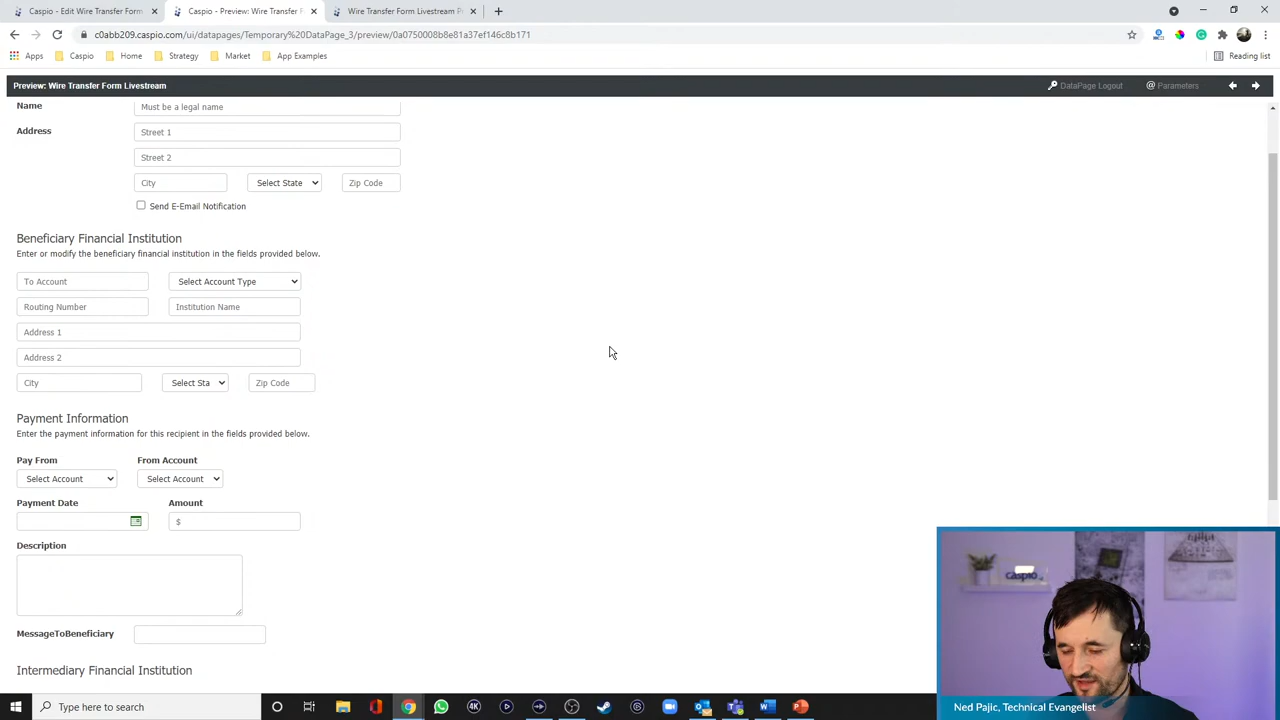 Caspio - Edit Wire Transfer Form
Caspio - Preview: Wire Transfer F
Wire Transfer Form Livestream P
c0abb209.caspio.com/ui/datapages/Temporary%20DataPage_3/preview/0a0750008b8e81a37ef146c8b171
Apps
Caspio
Home
Strategy
Market
App Examples
Reading list
Preview: Wire Transfer Form Livestream
DataPage Logout
@ Parameters
Name
Must be a legal name
Address
Street 1
Street 2
City
Select State
Zip Code
Send E-Email Notification
Beneficiary Financial Institution
Enter or modify the beneficiary financial institution in the fields provided below.
To Account
Select Account Type
Routing Number
Institution Name
Address 1
Address 2
City
Select Sta
Zip Code
Payment Information
Enter the payment information for this recipient in the fields provided below.
Pay From
From Account
Select Account
Select Account
Payment Date
Amount
$
Description
MessageToBeneficiary
Intermediary Financial Institution
caspio
Ned Pajic, Technical Evangelist
Type here to search